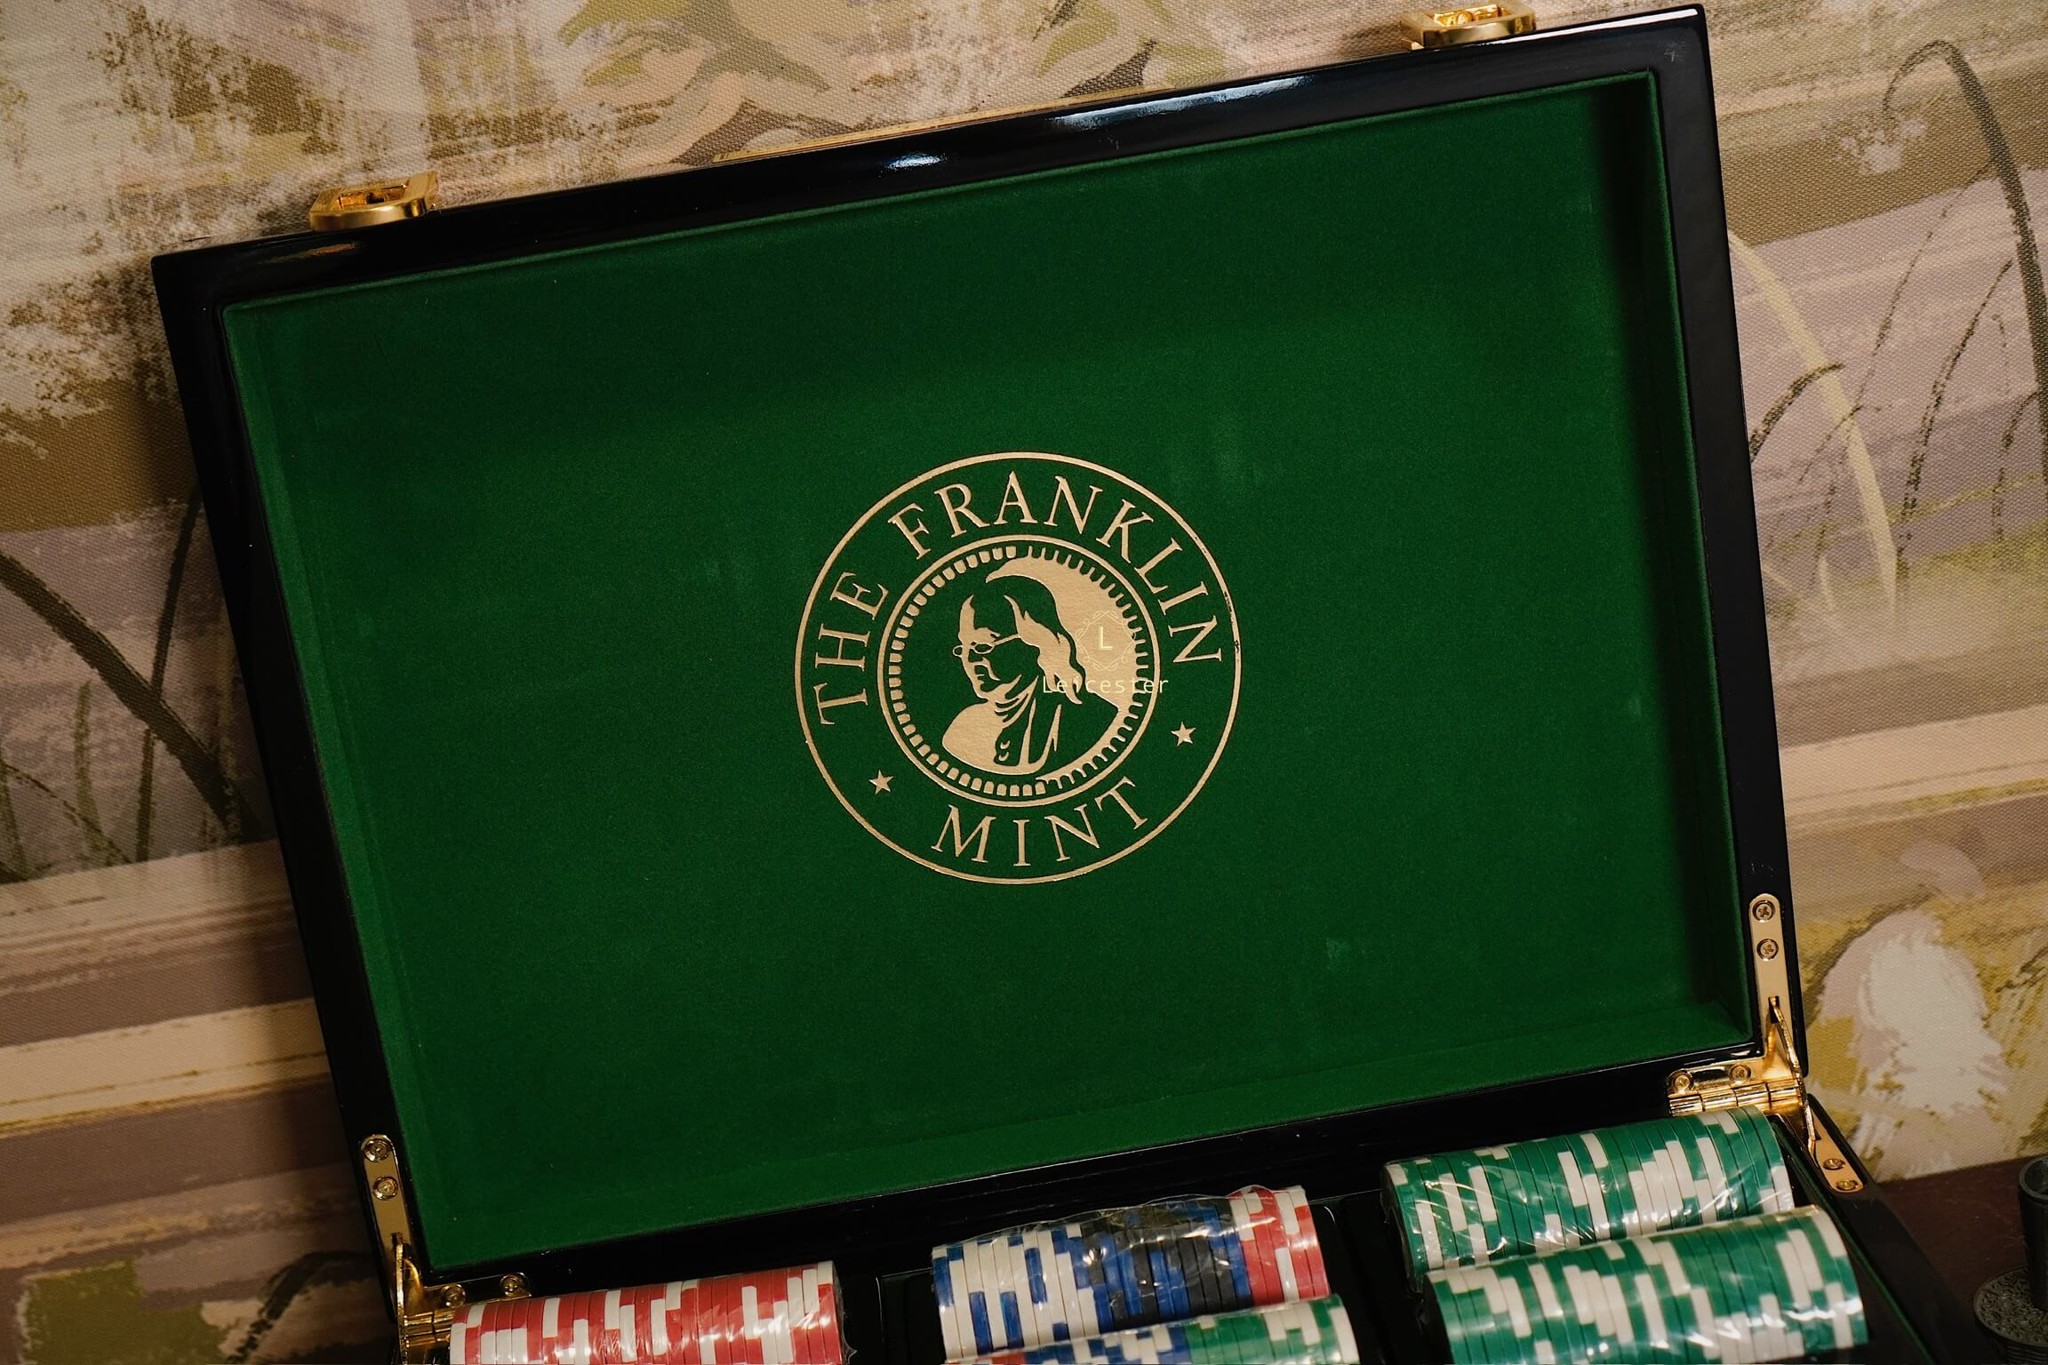 THE FRANKLIN
MINT
L
Leicester